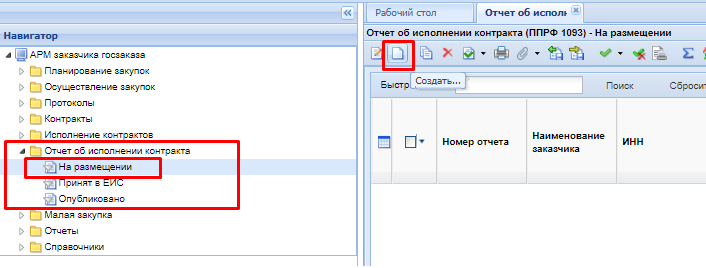 Навигатор
АРМ заказчика госзаказа
Планирование закупок
Осуществление закупок
Протоколы
Контракты
Исполнение контрактов
Отчет об исполнении контракта
На размещении
Принят в ЕИС
Опубликовано
Малая закупка
Отчеты
Справочники
Рабочий стол
Отчет об испол
Отчет об исполнении контракта (ППРФ 1093) - На размещении
Создать...
Быстр
Поиск
Сбросит
Номер отчета
Наименование заказчика
ИНН